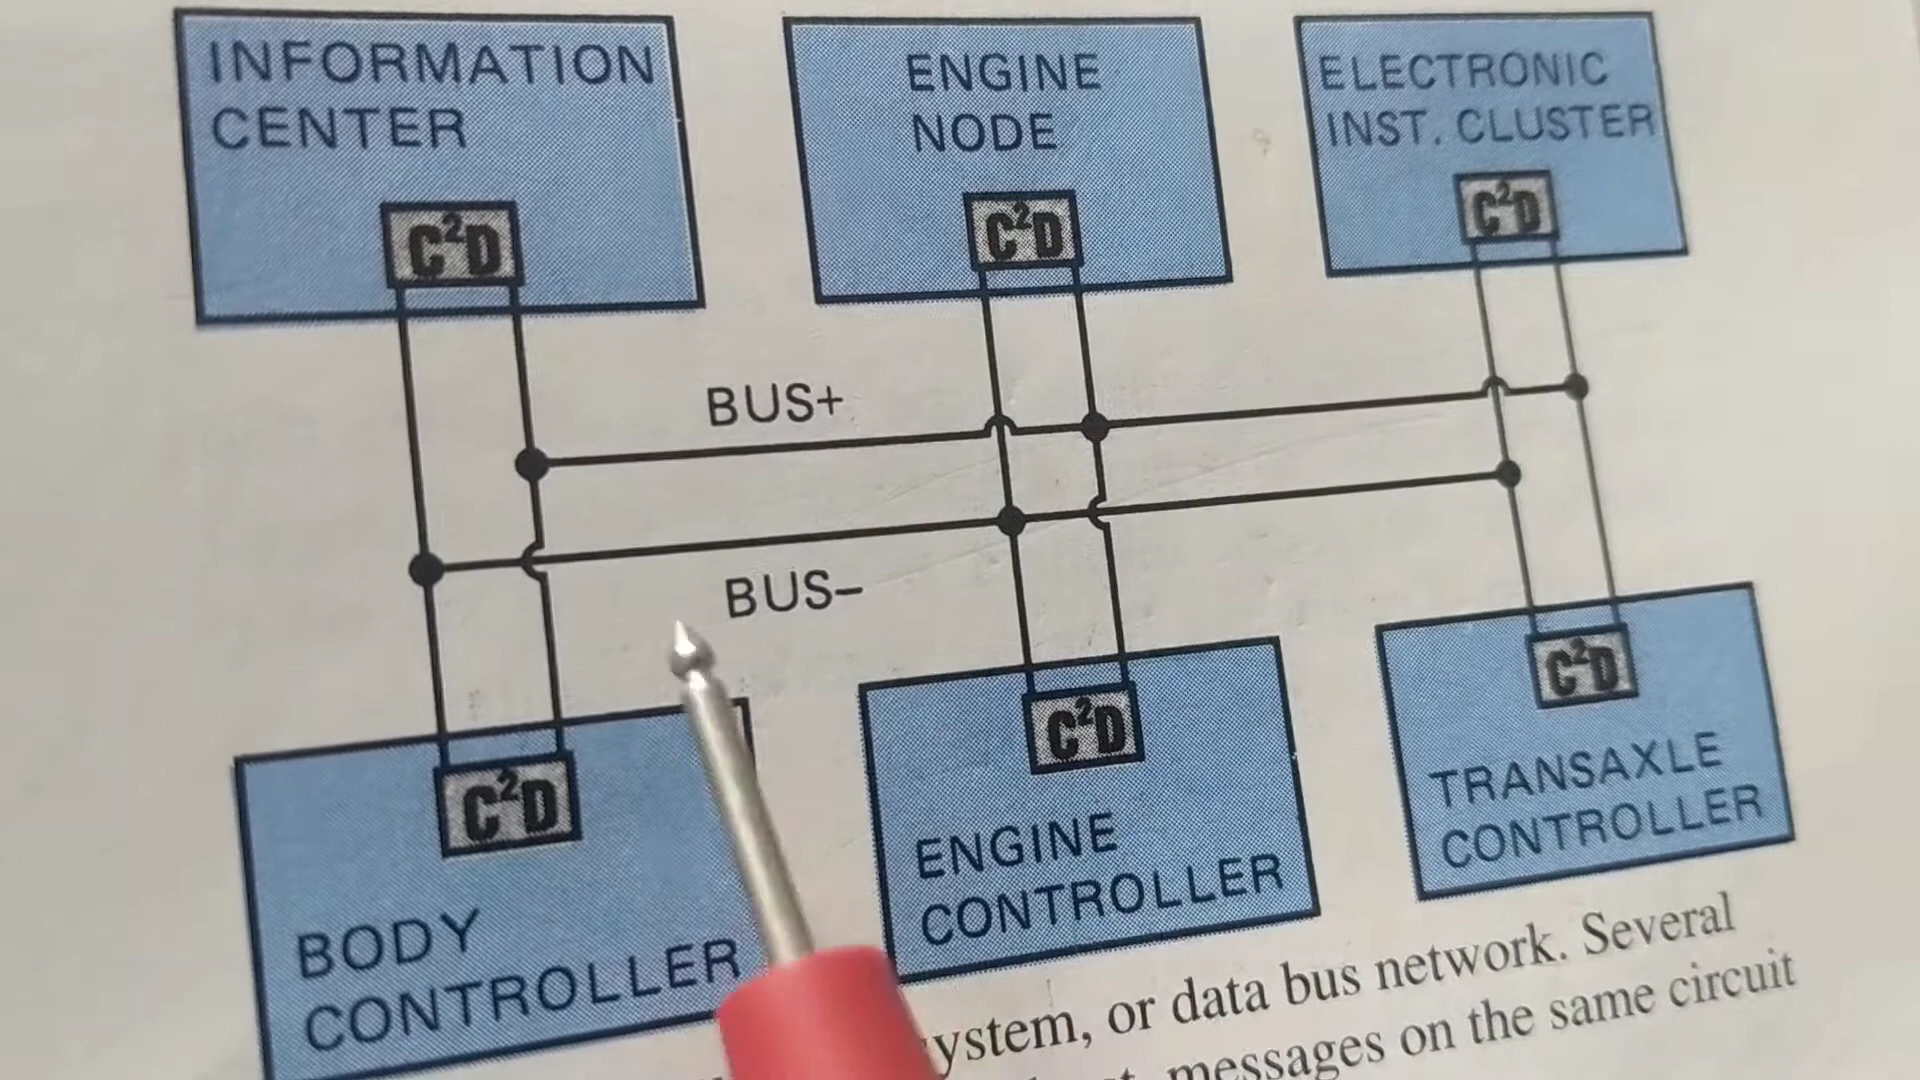 INFORMATION
CENTER
C²D
ENGINE
NODE
C²D
ELECTRONIC
INST. CLUSTER
C²D
BUS+
BUS–
C²D
BODY
CONTROLLER
C²D
ENGINE
CONTROLLER
C²D
TRANSAXLE
CONTROLLER
or data bus network. Several
messages on the same circuit